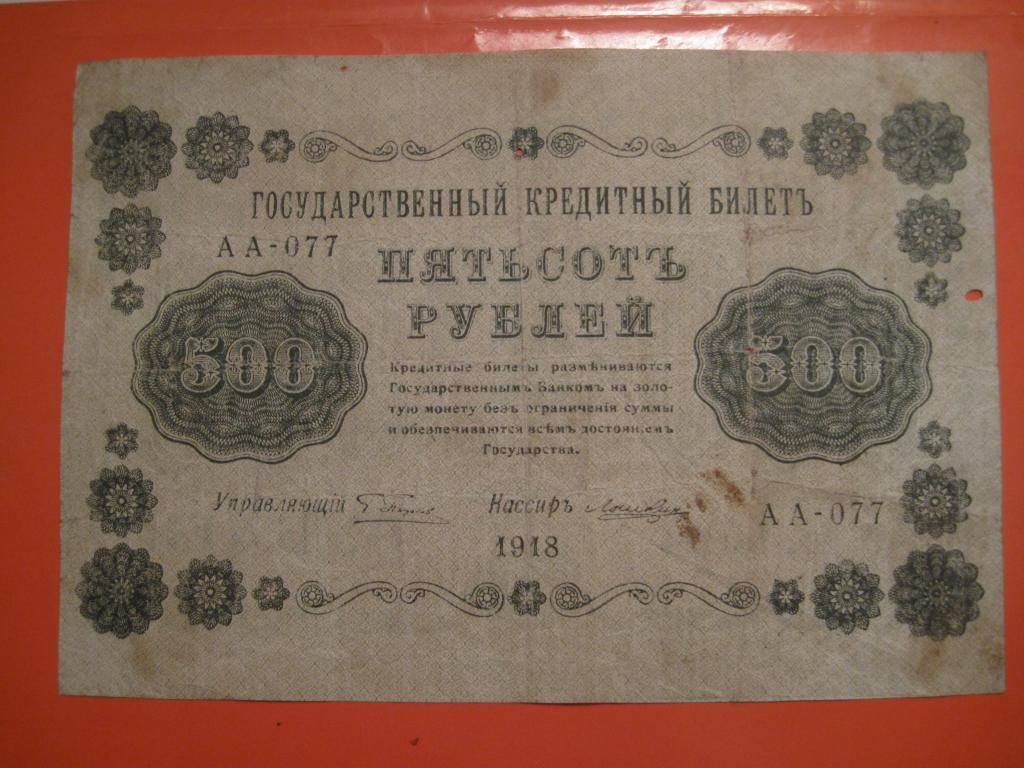 ГОСУДАРСТВЕННЫЙ КРЕДИТНЫЙ БИЛЕТЪ
АА-077
ПЯТЬСОТЪ
РУБЛЕЙ
500
500
Кредитные билеты размѣниваются
Государственнымъ Банкомъ на золо-
тую монету безъ ограниченія суммы
и обезпечиваются всѣмъ достояніемъ
Государства.
Управляющій
Кассиръ
АА-077
1918